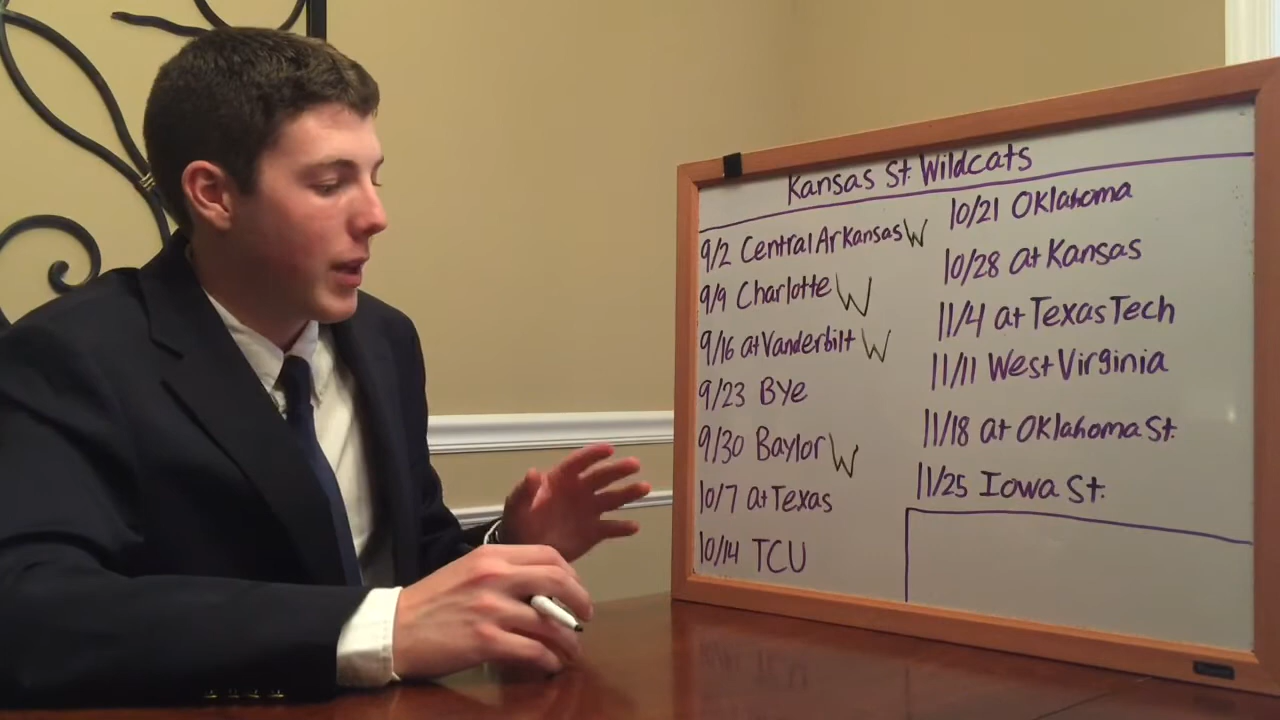 Kansas St. Wildcats
9/2 Central Arkansas W
9/9 Charlotte W
9/16 at Vanderbilt W
9/23 Bye
9/30 Baylor W
10/7 at Texas
10/14 TCU
10/21 Oklahoma
10/28 at Kansas
11/4 at Texas Tech
11/11 West Virginia
11/18 at Oklahoma St.
11/25 Iowa St.